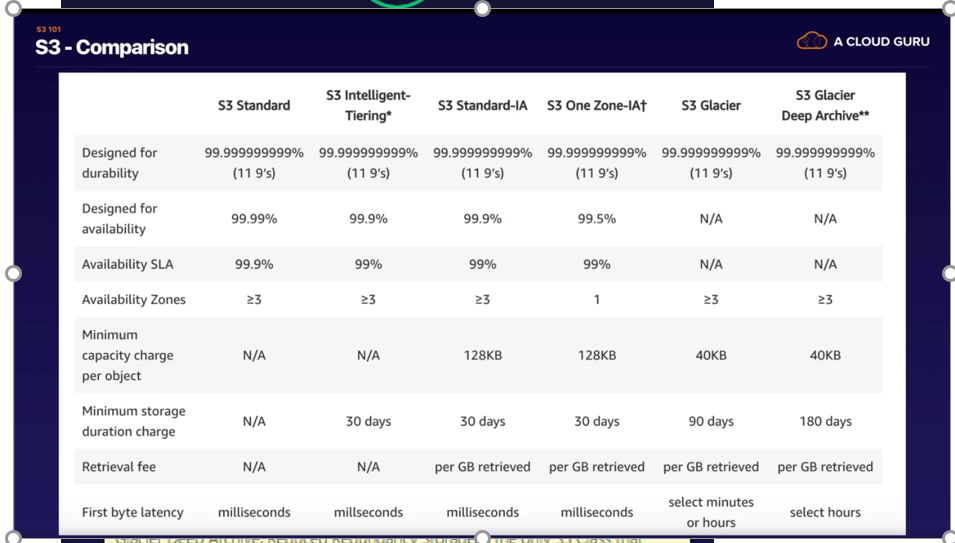 S3 101
S3 - Comparison
A CLOUD GURU
S3 Standard
S3 Intelligent-
Tiering*
S3 Standard-IA
S3 One Zone-IA†
S3 Glacier
S3 Glacier
Deep Archive**
Designed for
durability
99.999999999%
(11 9's)
99.999999999%
(11 9's)
99.999999999%
(11 9's)
99.999999999%
(11 9's)
99.999999999%
(11 9's)
99.999999999%
(11 9's)
Designed for
availability
99.99%
99.9%
99.9%
99.5%
N/A
N/A
Availability SLA
99.9%
99%
99%
99%
N/A
N/A
Availability Zones
≥3
≥3
≥3
1
≥3
≥3
Minimum
capacity charge
per object
N/A
N/A
128KB
128KB
40KB
40KB
Minimum storage
duration charge
N/A
30 days
30 days
30 days
90 days
180 days
Retrieval fee
N/A
N/A
per GB retrieved
per GB retrieved
per GB retrieved
per GB retrieved
First byte latency
milliseconds
millseconds
milliseconds
milliseconds
select minutes
or hours
select hours